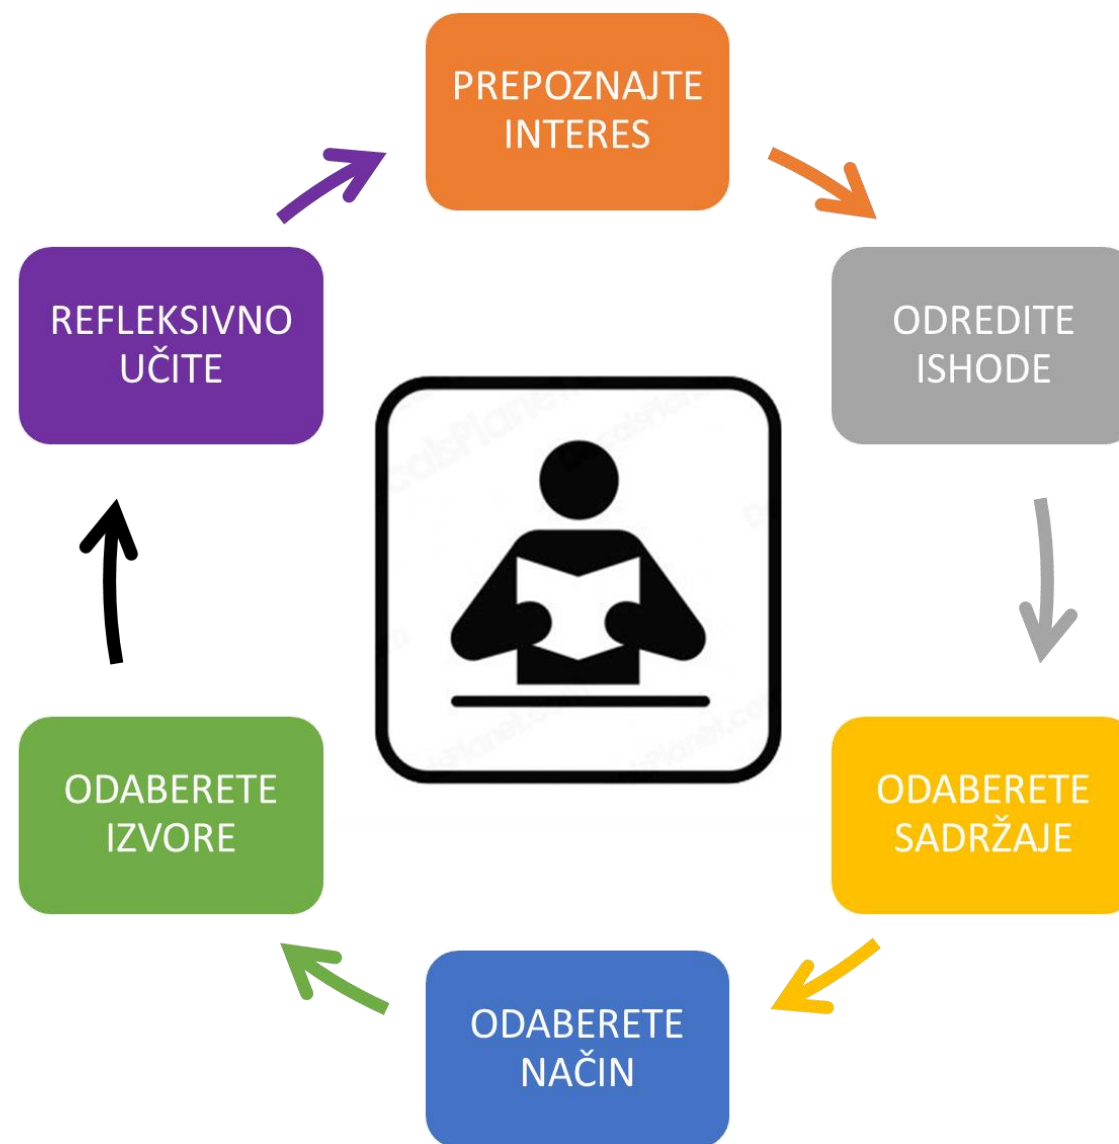 PREPOZNAJTE
INTERES
ODREDITE
ISHODE
ODABERETE
SADRŽAJE
ODABERETE
NAČIN
ODABERETE
IZVORE
REFLEKSIVNO
UČITE